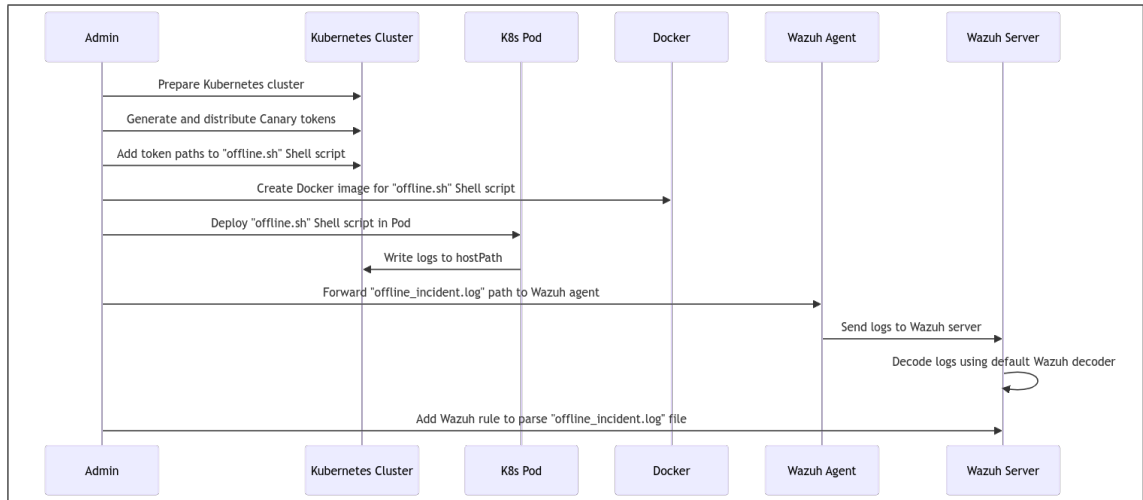 Admin
Kubernetes Cluster
K8s Pod
Docker
Wazuh Agent
Wazuh Server
Prepare Kubernetes cluster
Generate and distribute Canary tokens
Add token paths to "offline.sh" Shell script
Create Docker image for "offline.sh" Shell script
Deploy "offline.sh" Shell script in Pod
Write logs to hostPath
Forward "offline_incident.log" path to Wazuh agent
Send logs to Wazuh server
Decode logs using default Wazuh decoder
Add Wazuh rule to parse "offline_incident.log" file
Admin
Kubernetes Cluster
K8s Pod
Docker
Wazuh Agent
Wazuh Server